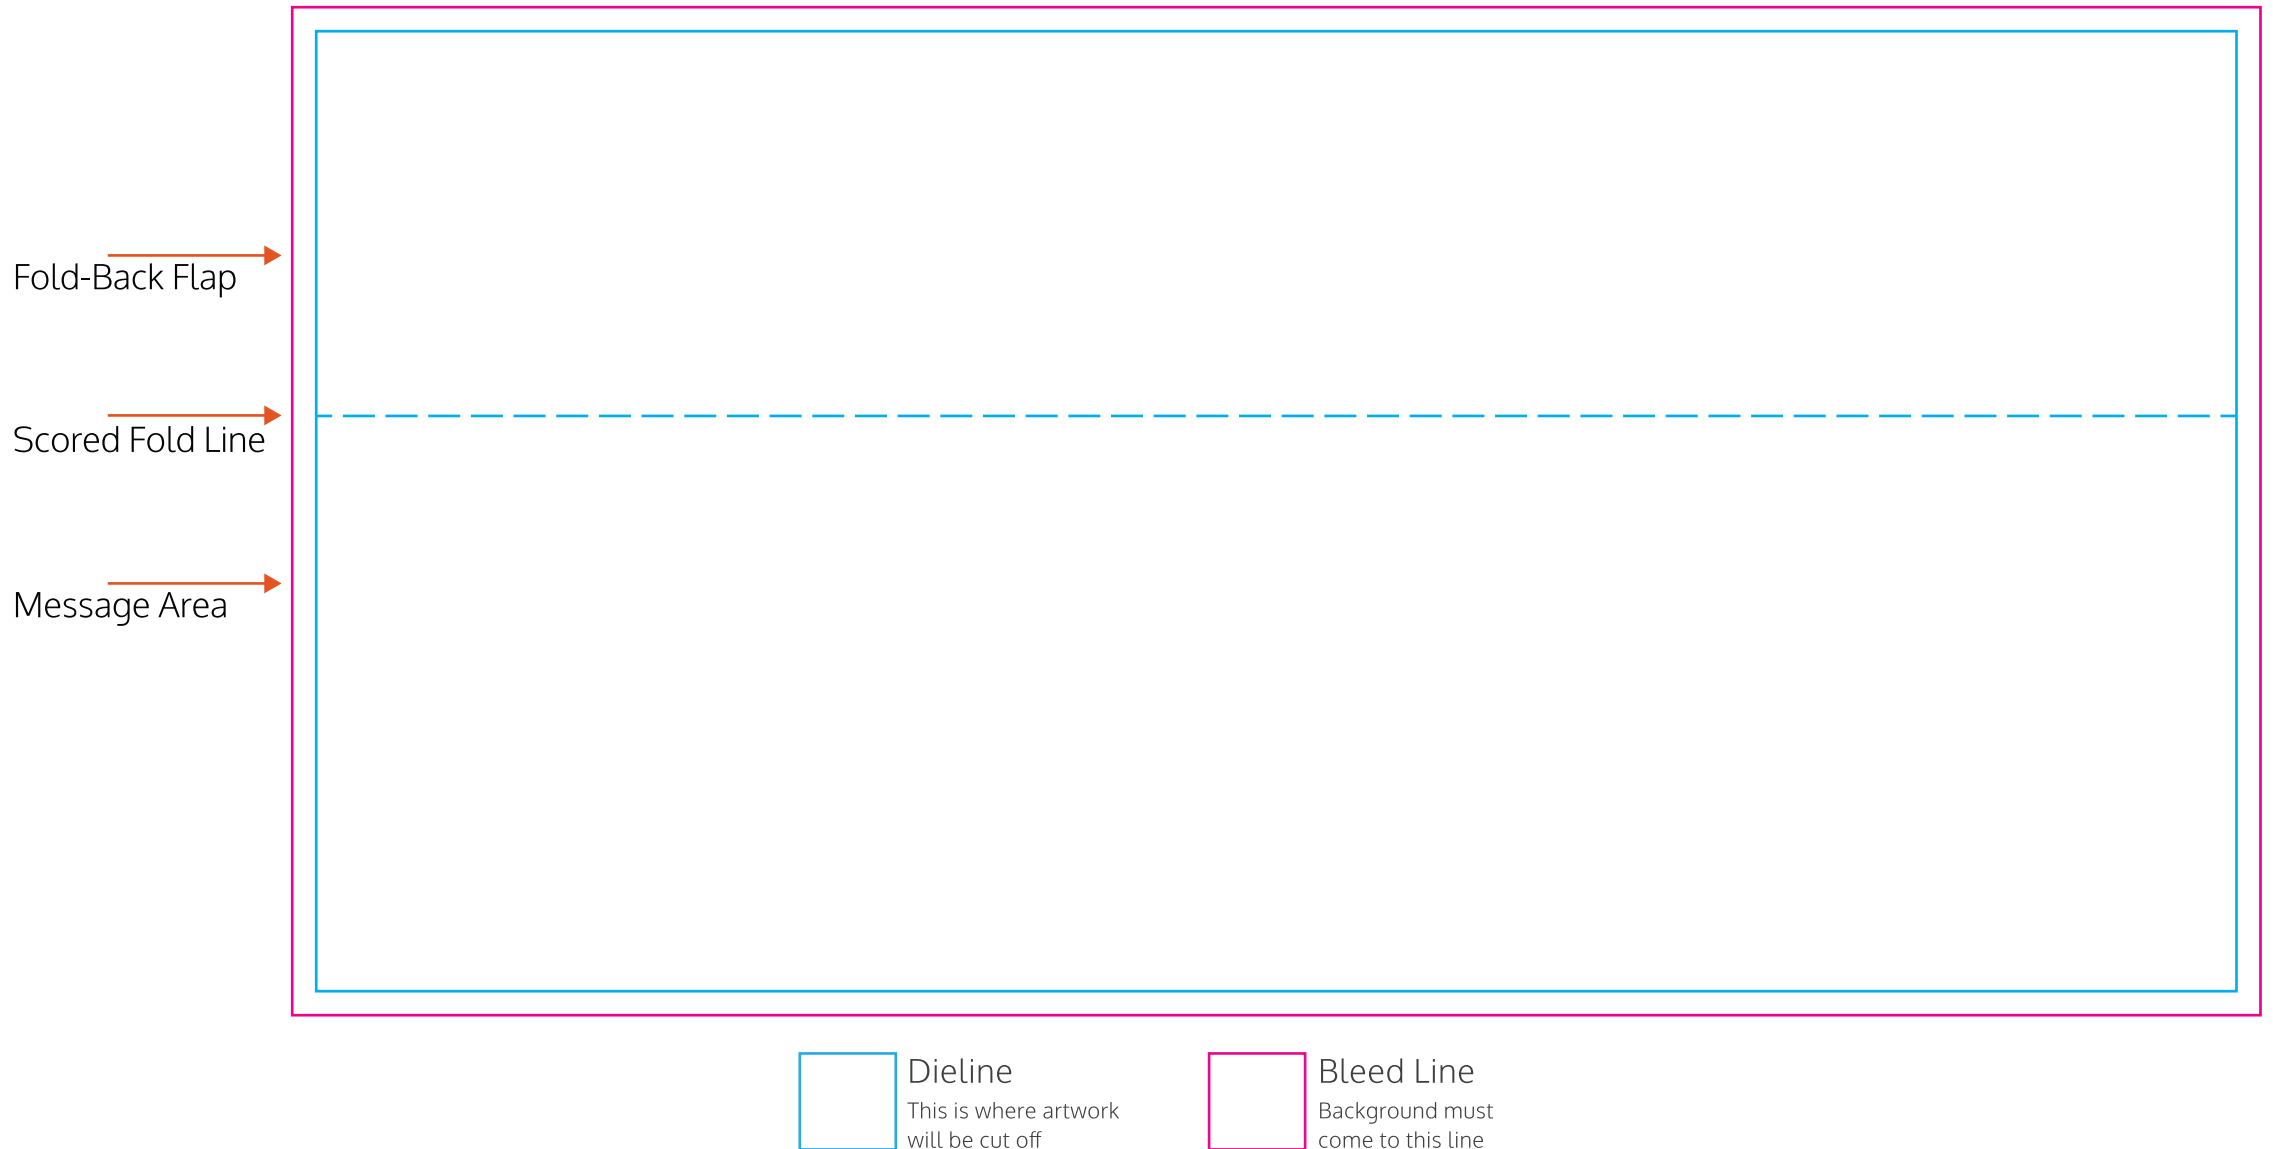 Fold-Back Flap
Scored Fold Line
Message Area
Dieline
This is where artwork
will be cut off
Bleed Line
Background must
come to this line